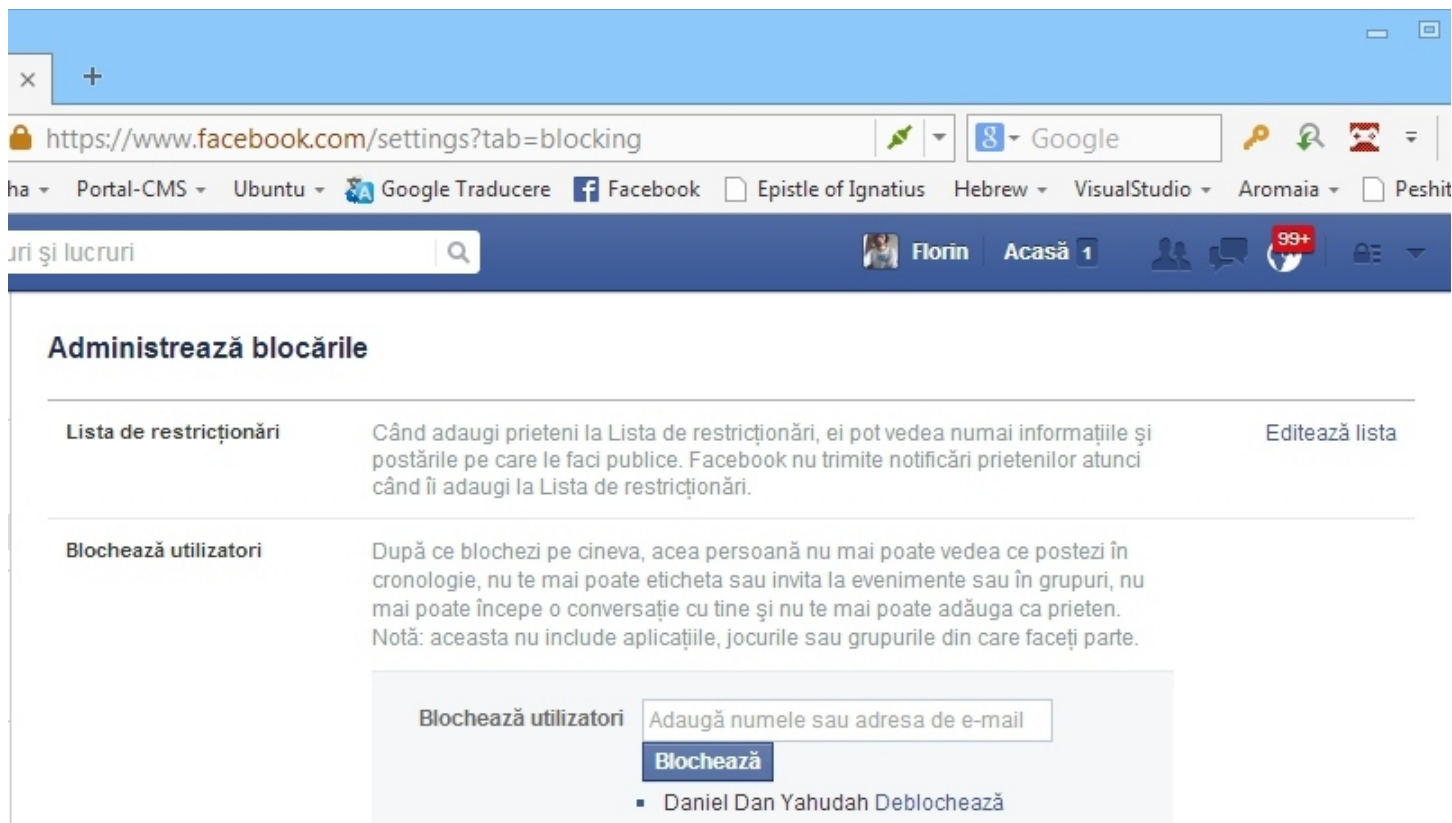 https://www.facebook.com/settings?tab=blocking
Google
ha Portal-CMS Ubuntu Google Traducere Facebook Epistle of Ignatius Hebrew VisualStudio Aromaia Peshit
uri şi lucruri Florin Acasă 1 99+
Administrează blocările
Lista de restricționări
Când adaugi prieteni la Lista de restricționări, ei pot vedea numai informațiile şi
postările pe care le faci publice. Facebook nu trimite notificări prietenilor atunci
când îi adaugi la Lista de restricționări.
Editează lista
Blochează utilizatori
După ce blochezi pe cineva, acea persoană nu mai poate vedea ce postezi în
cronologie, nu te mai poate eticheta sau invita la evenimente sau în grupuri, nu
mai poate începe o conversație cu tine şi nu te mai poate adăuga ca prieten.
Notă: aceasta nu include aplicațiile, jocurile sau grupurile din care faceți parte.
Blochează utilizatori Adaugă numele sau adresa de e-mail
Blochează
Daniel Dan Yahudah Deblochează